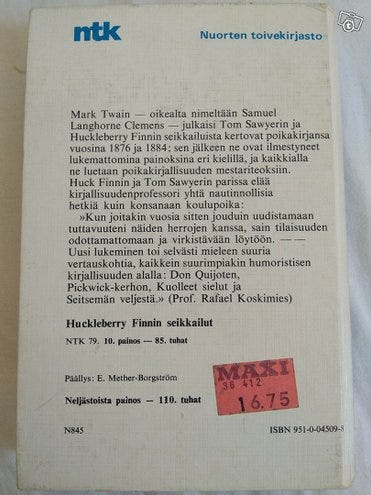 ntk
Nuorten toivekirjasto
Mark Twain — oikealta nimeltään Samuel
Langhorne Clemens — julkaisi Tom Sawyerin ja
Huckleberry Finnin seikkailuista kertovat poikakirjansa
vuosina 1876 ja 1884; sen jälkeen ne ovat ilmestyneet
lukemattomina painoksina eri kielillä, ja kaikkialla
ne luetaan poikakirjallisuuden mestariteoksiin.
Huck Finnin ja Tom Sawyerin parissa elää
kirjallisuudenprofessori yhtä nautinnollisia
hetkiä kuin konsanaan koulupoika:
»Kun joitakin vuosia sitten jouduin uudistamaan
tuttavuuteni näiden herrojen kanssa, sain tilaisuuden
odottamattomaan ja virkistävään löytöön. — —
Uusi lukeminen toi selvästi mieleen suuria
vertauskohtia, kaikkein suurimpiakin humoristisen
kirjallisuuden alalla: Don Quijoten,
Pickwick-kerhon, Kuolleet sielut ja
Seitsemän veljestä.» (Prof. Rafael Koskimies)
Huckleberry Finnin seikkailut
NTK 79. 10. painos — 85. tuhat
Päällys: E. Mether-Borgström
Neljästoista painos — 110. tuhat
MAXI
36 412
16.75
N845
ISBN 951-0-04509-8